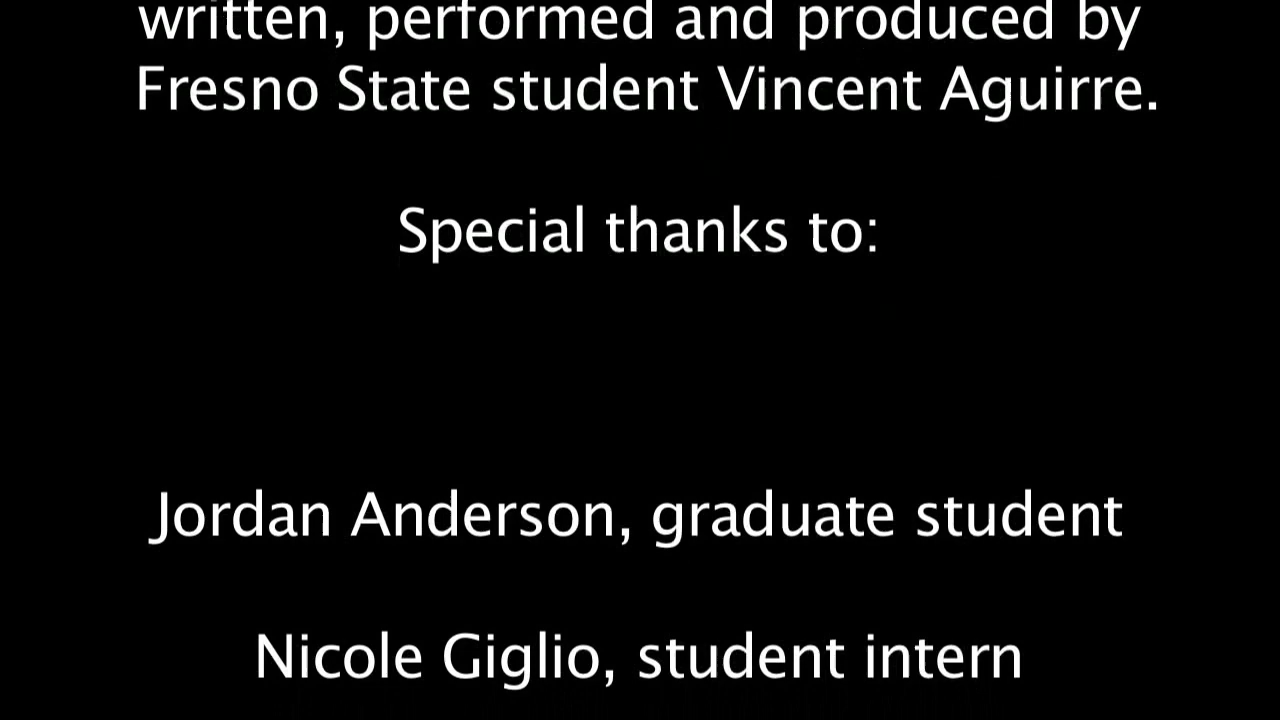 written, performed and produced by
Fresno State student Vincent Aguirre.
Special thanks to:
Jordan Anderson, graduate student
Nicole Giglio, student intern